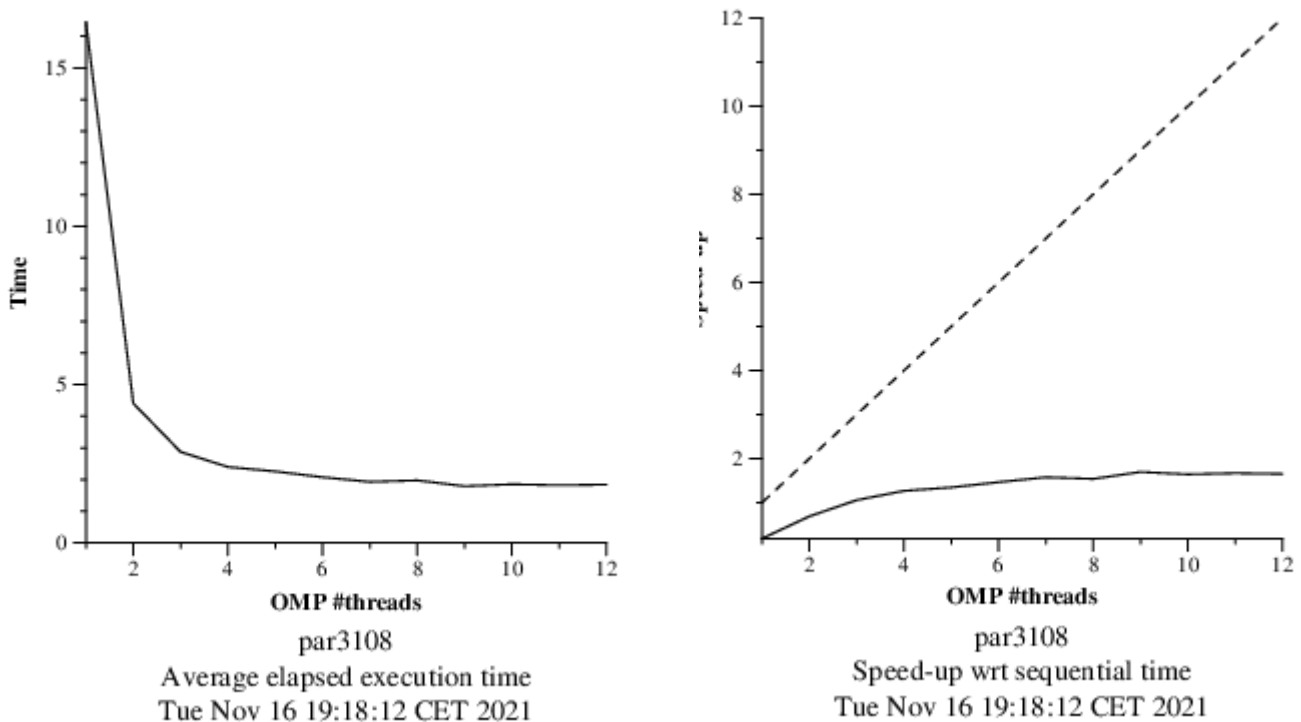 15
10
5
0
Time
2
4
6
8
10
12
OMP #threads
par3108
Average elapsed execution time
Tue Nov 16 19:18:12 CET 2021
12
10
8
6
4
2
2
4
6
8
10
12
OMP #threads
par3108
Speed-up wrt sequential time
Tue Nov 16 19:18:12 CET 2021